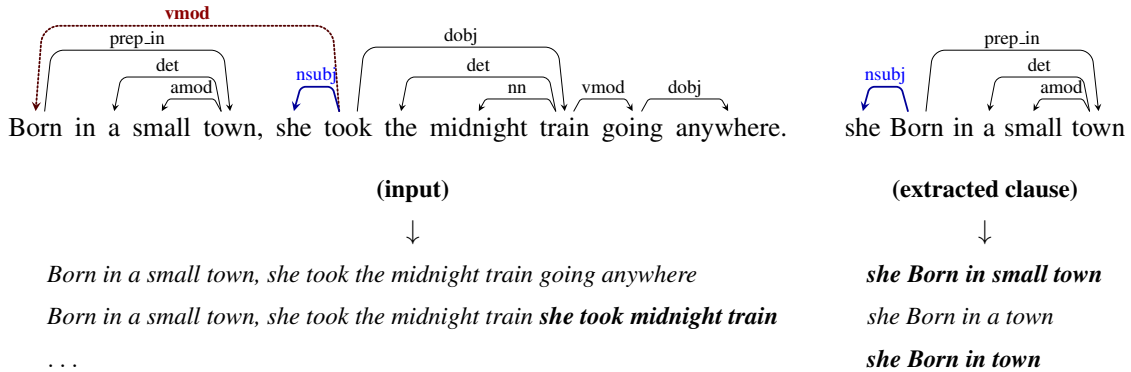 vmod
prep_in dobj prep_in
det nsubj det nsubj det
amod nn vmod dobj amod
Born in a small town, she took the midnight train going anywhere. she Born in a small town
(input) (extracted clause)
↓ ↓
Born in a small town, she took the midnight train going anywhere she Born in small town
Born in a small town, she took the midnight train she took midnight train she Born in a town
. . . she Born in town